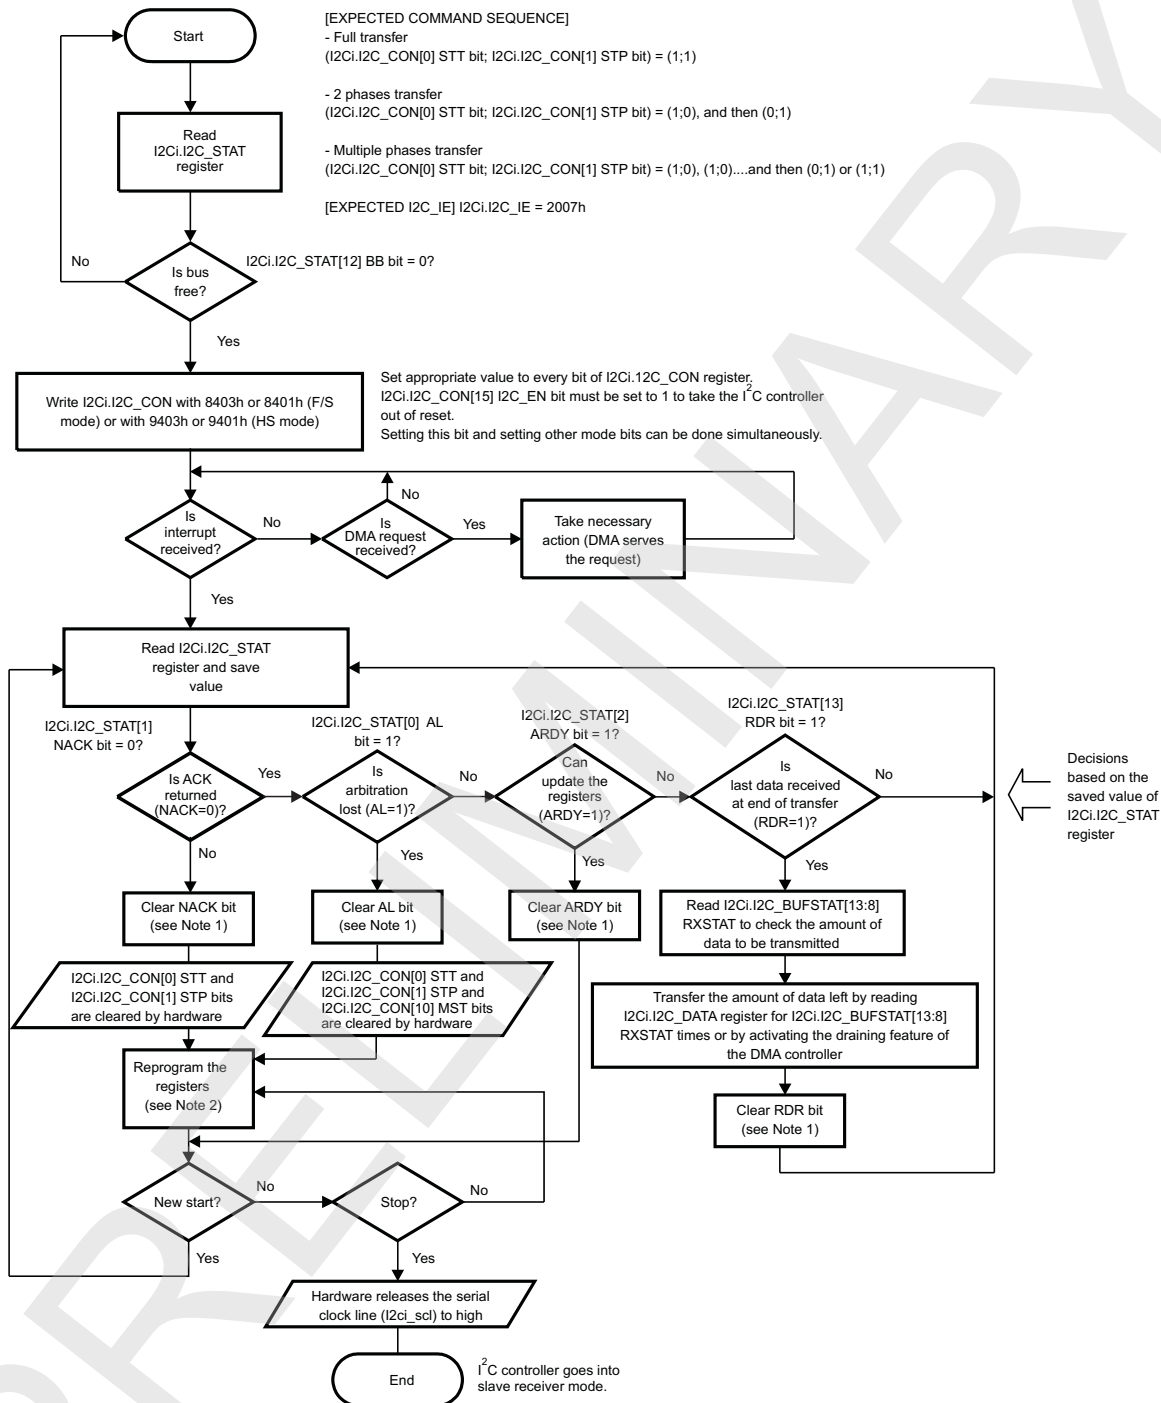 Start
[EXPECTED COMMAND SEQUENCE]
- Full transfer
(I2Ci.I2C_CON[0] STT bit; I2Ci.I2C_CON[1] STP bit) = (1;1)
- 2 phases transfer
(I2Ci.I2C_CON[0] STT bit; I2Ci.I2C_CON[1] STP bit) = (1;0), and then (0;1)
- Multiple phases transfer
(I2Ci.I2C_CON[0] STT bit; I2Ci.I2C_CON[1] STP bit) = (1;0), (1;0)....and then (0;1) or (1;1)
[EXPECTED I2C_IE] I2Ci.I2C_IE = 2007h
Read
I2Ci.I2C_STAT
register
No
Is bus
free?
I2Ci.I2C_STAT[12] BB bit = 0?
Yes
Write I2Ci.I2C_CON with 8403h or 8401h (F/S
mode) or with 9403h or 9401h (HS mode)
Set appropriate value to every bit of I2Ci.12C_CON register.
I2Ci.I2C_CON[15] I2C_EN bit must be set to 1 to take the I2C controller
out of reset.
Setting this bit and setting other mode bits can be done simultaneously.
Is
interrupt
received?
No
Is
DMA request
received?
No
Yes
Take necessary
action (DMA serves
the request)
Yes
Read I2Ci.I2C_STAT
register and save
value
I2Ci.I2C_STAT[1]
NACK bit = 0?
I2Ci.I2C_STAT[0] AL
bit = 1?
I2Ci.I2C_STAT[2]
ARDY bit = 1?
I2Ci.I2C_STAT[13]
RDR bit = 1?
Is ACK
returned
(NACK=0)?
Yes
Is
arbitration
lost (AL=1)?
No
Can
update the
registers
(ARDY=1)?
No
Is
last data received
at end of transfer
(RDR=1)?
No
Decisions
based on the
saved value of
I2Ci.I2C_STAT
register
No
Yes
Yes
Yes
Clear NACK bit
(see Note 1)
Clear AL bit
(see Note 1)
Clear ARDY bit
(see Note 1)
Read I2Ci.I2C_BUFSTAT[13:8]
RXSTAT to check the amount of
data to be transmitted
I2Ci.I2C_CON[0] STT and
I2Ci.I2C_CON[1] STP bits
are cleared by hardware
I2Ci.I2C_CON[0] STT and
I2Ci.I2C_CON[1] STP and
I2Ci.I2C_CON[10] MST bits
are cleared by hardware
Transfer the amount of data left by reading
I2Ci.I2C_DATA register for I2Ci.I2C_BUFSTAT[13:8]
RXSTAT times or by activating the draining feature of
the DMA controller
Reprogram the
registers
(see Note 2)
Clear RDR bit
(see Note 1)
New start?
No
Stop?
No
Yes
Yes
Hardware releases the serial
clock line (I2ci_scl) to high
End
I2C controller goes into
slave receiver mode.
PRELIMINARY